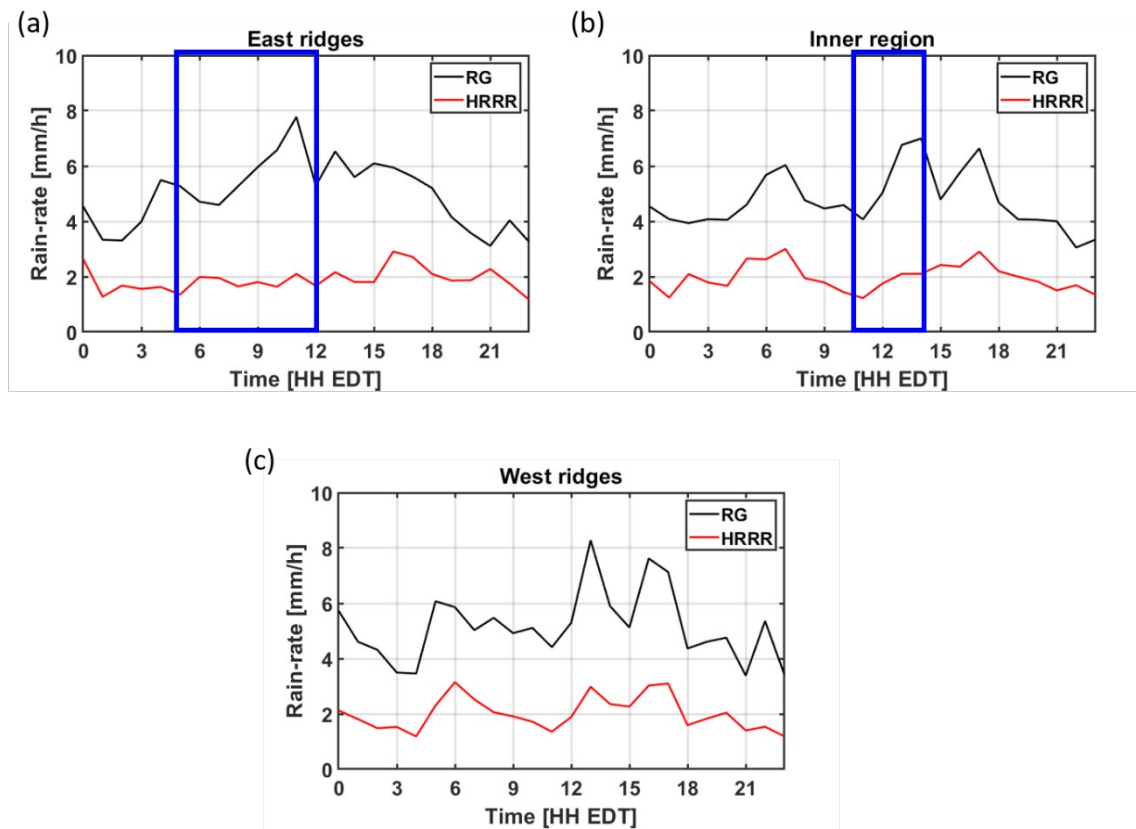 (a)
East ridges
RG
HRRR
Rain-rate [mm/h]
10
8
6
4
2
0
0 3 6 9 12 15 18 21
Time [HH EDT]
(b)
Inner region
RG
HRRR
Rain-rate [mm/h]
10
8
6
4
2
0
0 3 6 9 12 15 18 21
Time [HH EDT]
(c)
West ridges
RG
HRRR
Rain-rate [mm/h]
10
8
6
4
2
0
0 3 6 9 12 15 18 21
Time [HH EDT]